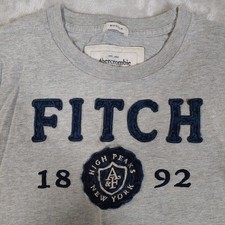 Abercrombie
FITCH
18 92
HIGH PEAKS
A&F
NEW YORK